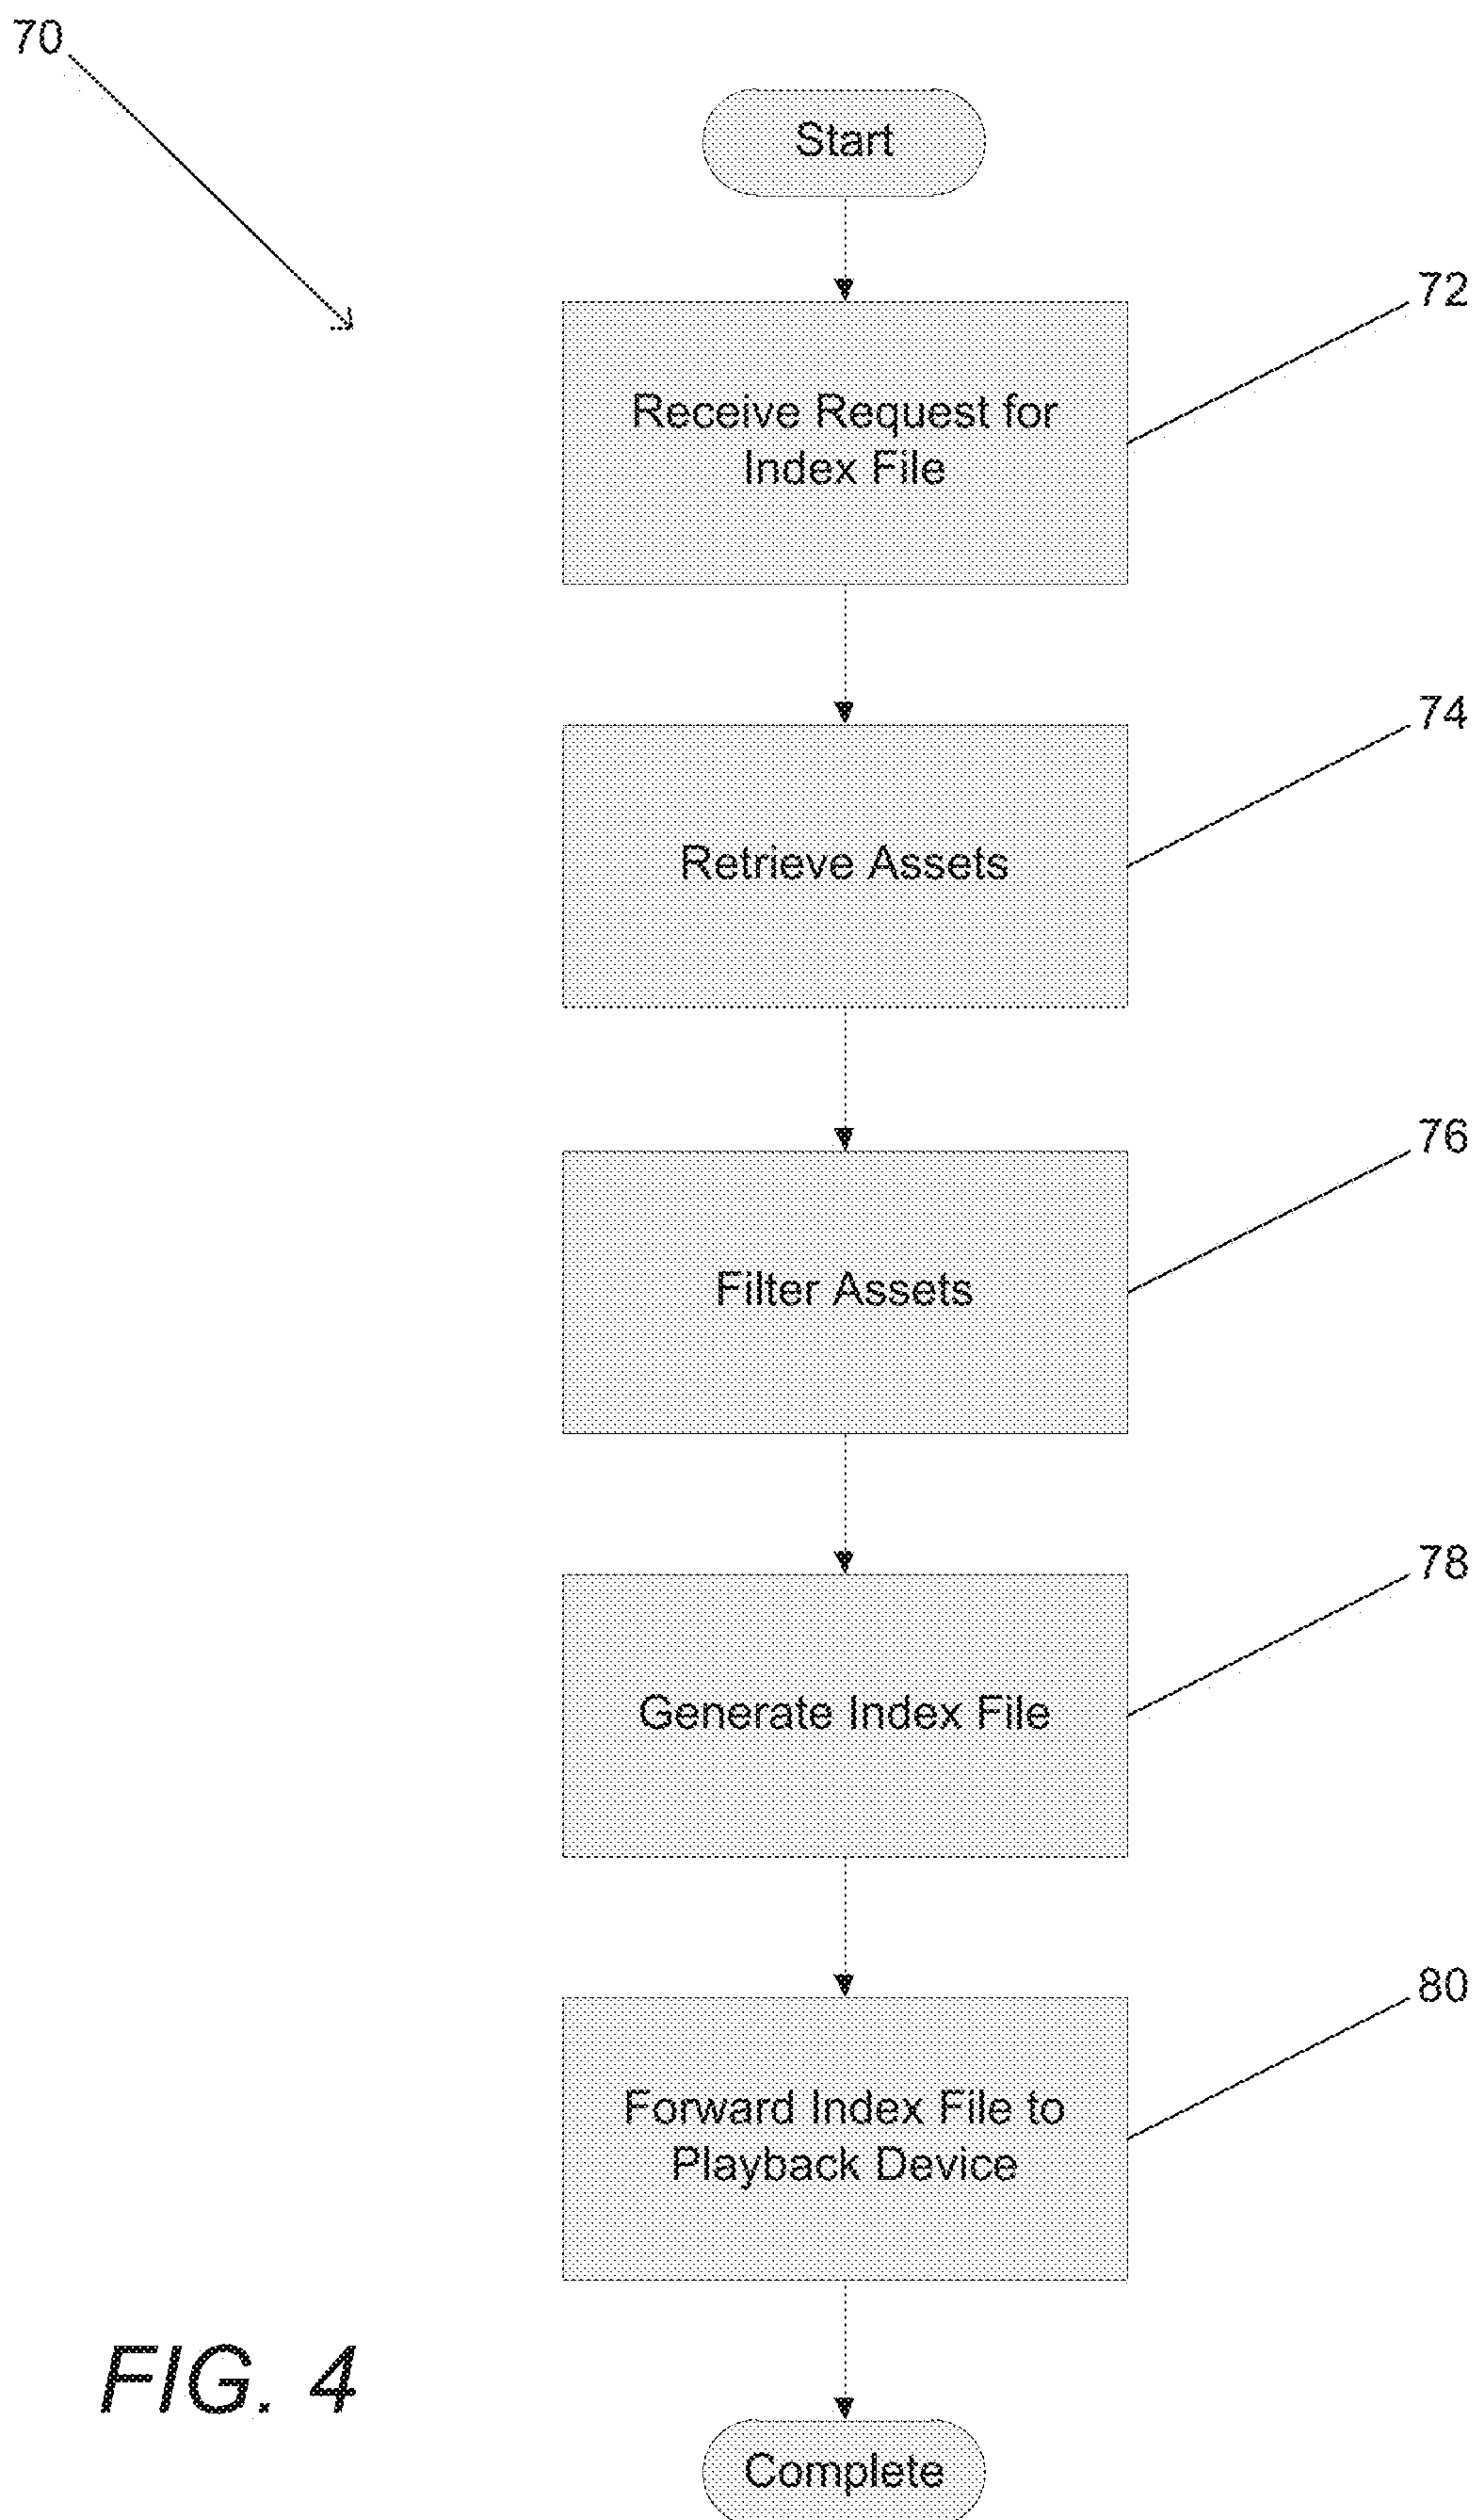 70
Start
72
Receive Request for
Index File
74
Retrieve Assets
76
Filter Assets
78
Generate Index File
80
Forward Index File to
Playback Device
FIG. 4
Complete